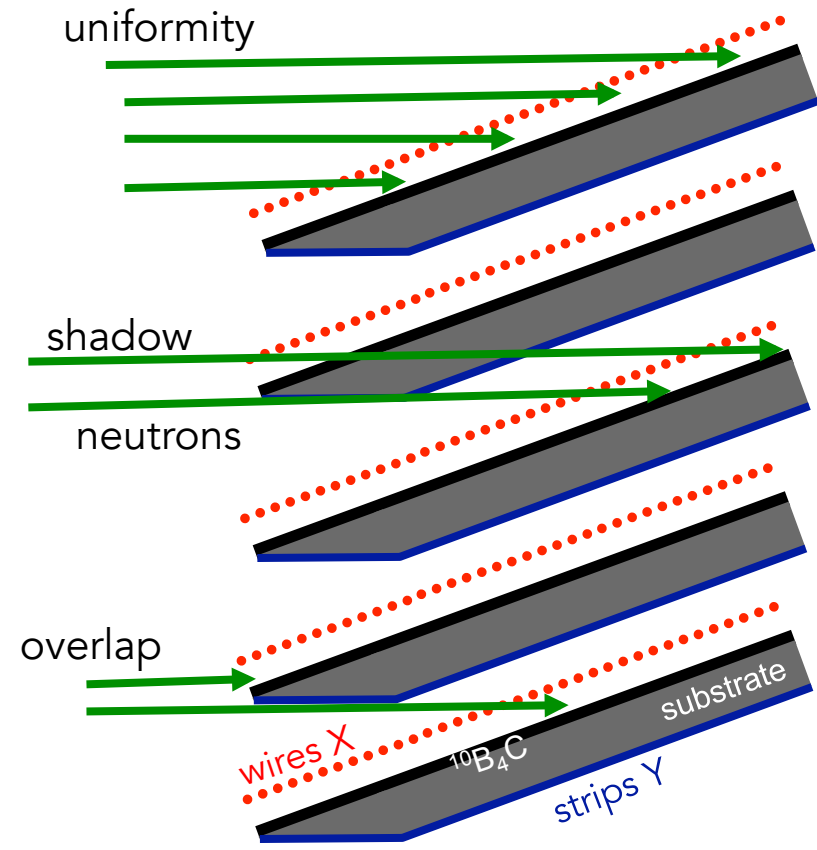 uniformity
shadow
neutrons
overlap
substrate
wires X
¹⁰B₄C
strips Y